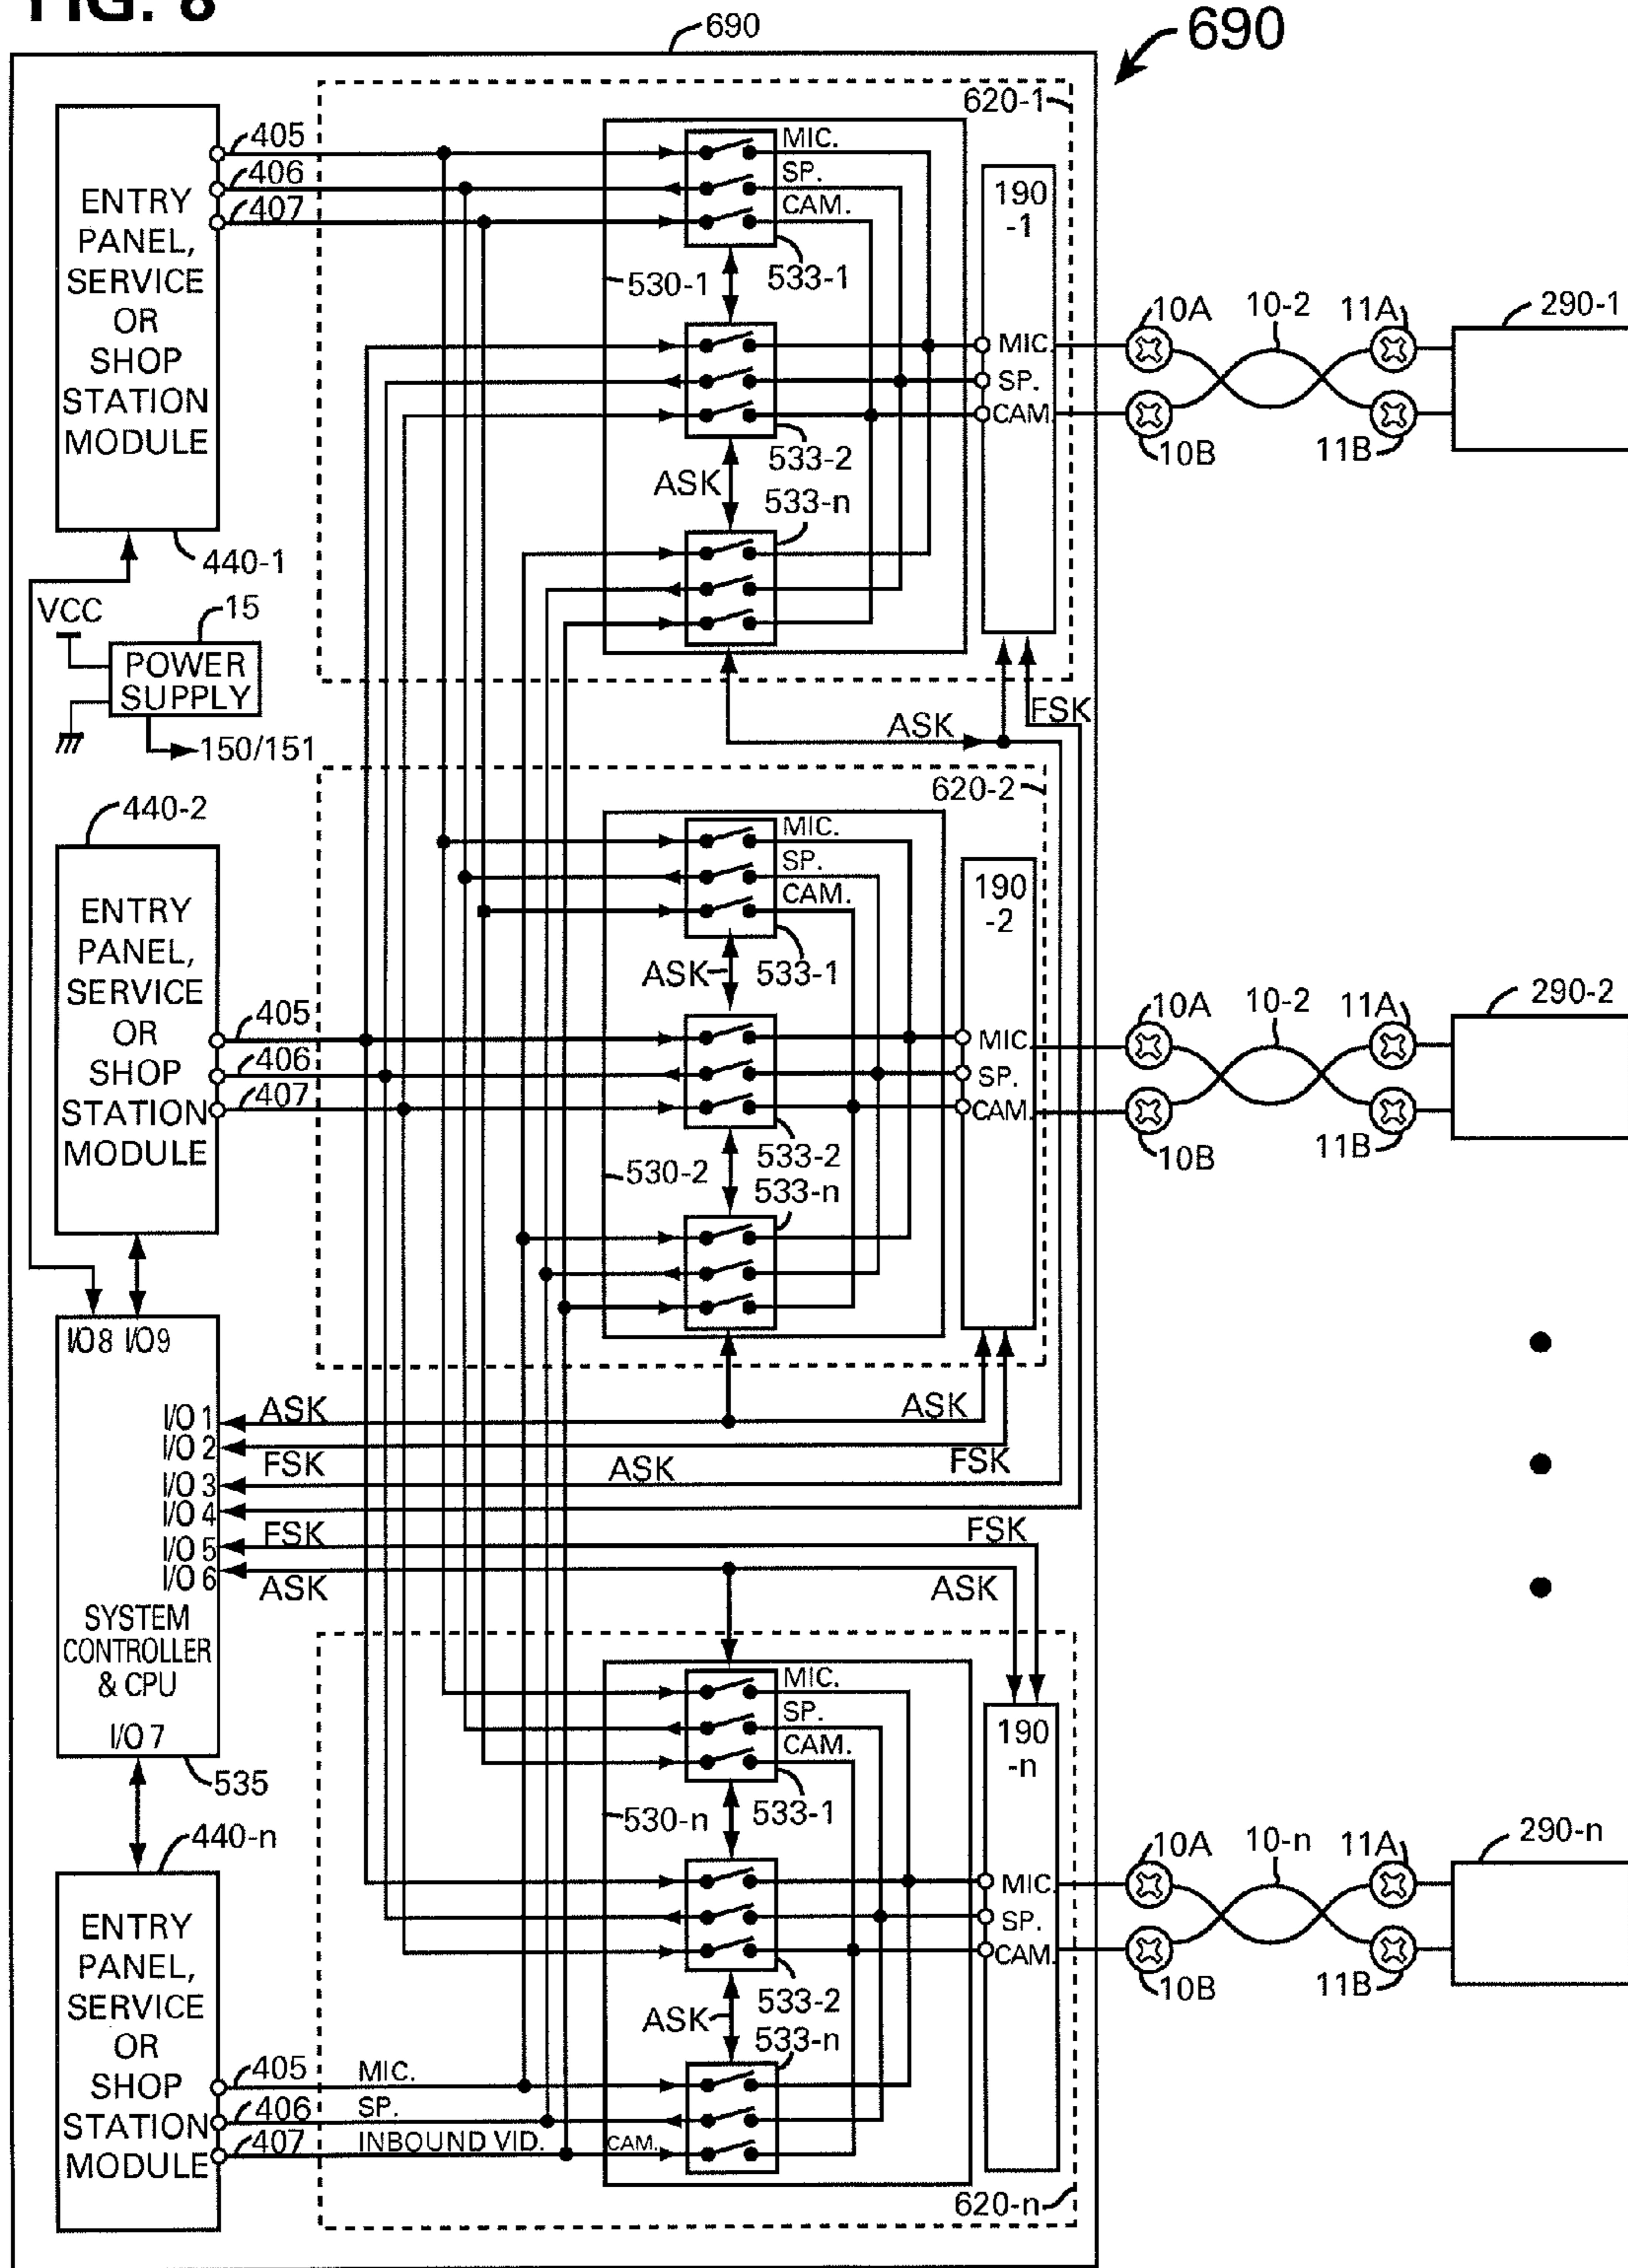 FIG. 8
690
690
620-1
405
406
407
ENTRY
PANEL,
SERVICE
OR
SHOP
STATION
MODULE
440-1
MIC.
SP.
CAM.
530-1
533-1
533-2
ASK
533-n
190
-1
MIC.
SP.
CAM.
10A
10-2
11A
290-1
10B
11B
VCC
15
POWER
SUPPLY
150/151
ASK
FSK
620-2
440-2
ENTRY
PANEL,
SERVICE
OR
SHOP
STATION
MODULE
405
406
407
MIC.
SP.
CAM.
ASK
533-1
530-2
533-2
533-n
190
-2
MIC.
SP.
CAM.
10A
10-2
11A
290-2
10B
11B
I/O8 I/O9
I/O 1
I/O 2
I/O 3
I/O 4
I/O 5
I/O 6
SYSTEM
CONTROLLER
& CPU
I/O 7
535
ASK
ASK
FSK
ASK
FSK
FSK
FSK
ASK
ASK
MIC.
SP.
CAM.
530-n
533-1
533-2
ASK
533-n
190
-n
MIC.
SP.
CAM.
10A
10-n
11A
290-n
10B
11B
440-n
ENTRY
PANEL,
SERVICE
OR
SHOP
STATION
MODULE
405
406
407
MIC.
SP.
INBOUND VID.
CAM.
620-n